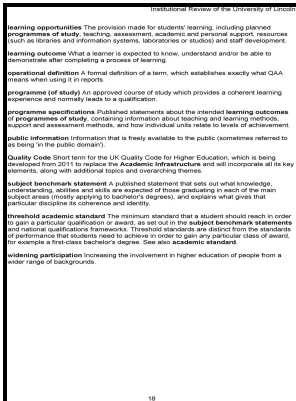 Institutional Review of the University of Lincoln
learning opportunities The provision made for students' learning, including planned
programmes of study, teaching, assessment, academic and personal support, resources
(such as libraries and information systems, laboratories or studios) and staff development.
learning outcome What a learner is expected to know, understand and/or be able to
demonstrate after completing a process of learning.
operational definition A formal definition of a term, which establishes exactly what QAA
means when using it in reports.
programme (of study) An approved course of study which provides a coherent learning
experience and normally leads to a qualification.
programme specifications Published statements about the intended learning outcomes
of programmes of study, containing information about teaching and learning methods,
support and assessment methods, and how individual units relate to levels of achievement.
public information Information that is freely available to the public (sometimes referred to
as being 'in the public domain').
Quality Code Short term for the UK Quality Code for Higher Education, which is being
developed from 2011 to replace the Academic Infrastructure and will incorporate all its key
elements, along with additional topics and overarching themes.
subject benchmark statement A published statement that sets out what knowledge,
understanding, abilities and skills are expected of those graduating in each of the main
subject areas (mostly applying to bachelor's degrees), and explains what gives that
particular discipline its coherence and identity.
threshold academic standard The minimum standard that a student should reach in order
to gain a particular qualification or award, as set out in the subject benchmark statements
and national qualifications frameworks. Threshold standards are distinct from the standards
of performance that students need to achieve in order to gain any particular class of award,
for example a first-class bachelor's degree. See also academic standard.
widening participation Increasing the involvement in higher education of people from a
wider range of backgrounds.
18